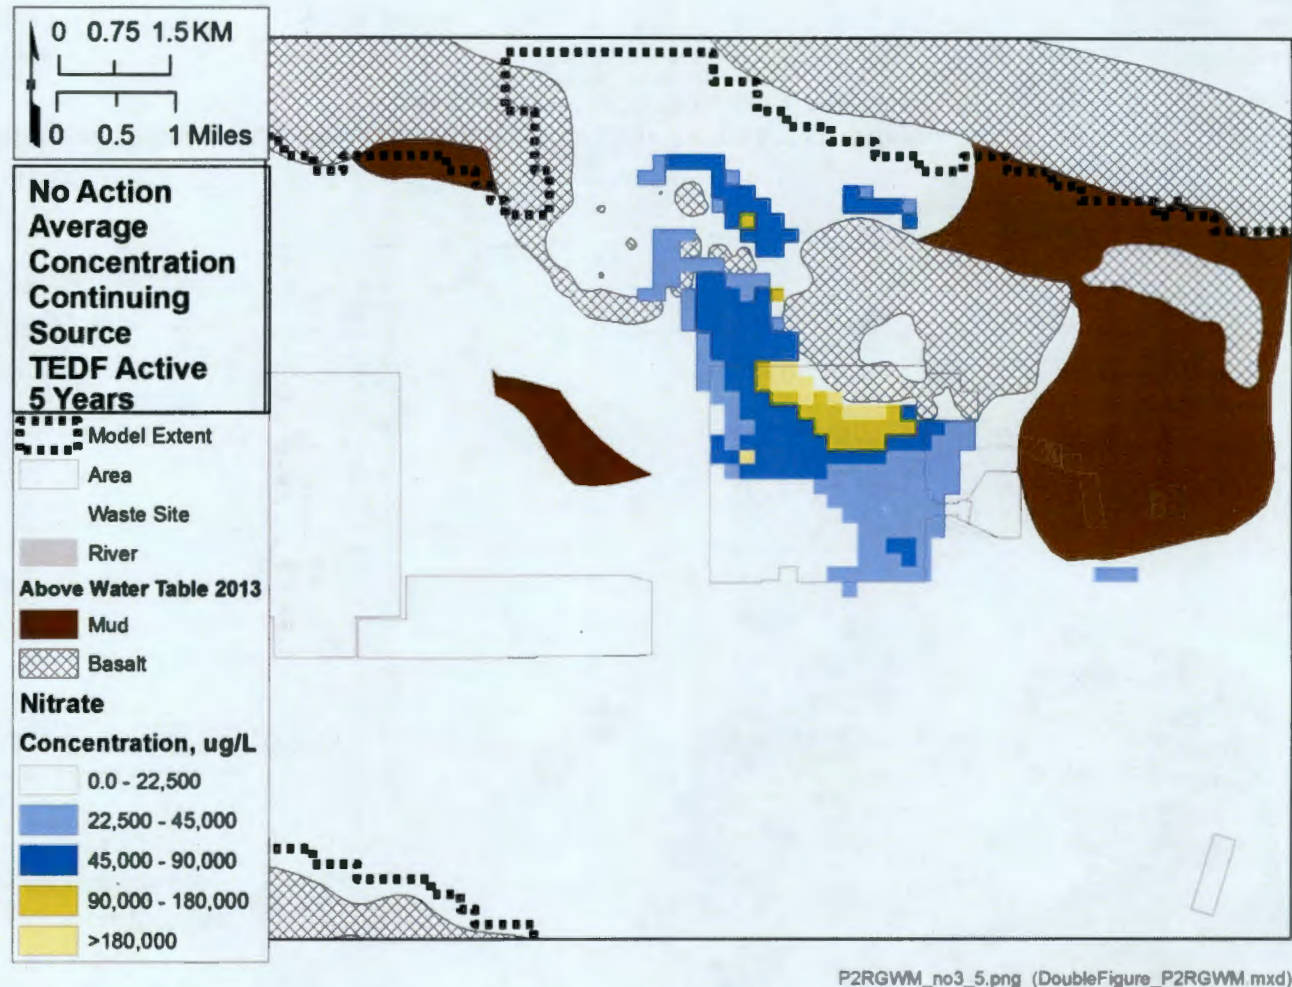 0 0.75 1.5 KM
0 0.5 1 Miles
No Action
Average
Concentration
Continuing
Source
TEDF Active
5 Years
Model Extent
Area
Waste Site
River
Above Water Table 2013
Mud
Basalt
Nitrate
Concentration, ug/L
0.0 - 22,500
22,500 - 45,000
45,000 - 90,000
90,000 - 180,000
>180,000
P2RGWM_no3_5.png (DoubleFigure_P2RGWM.mxd)